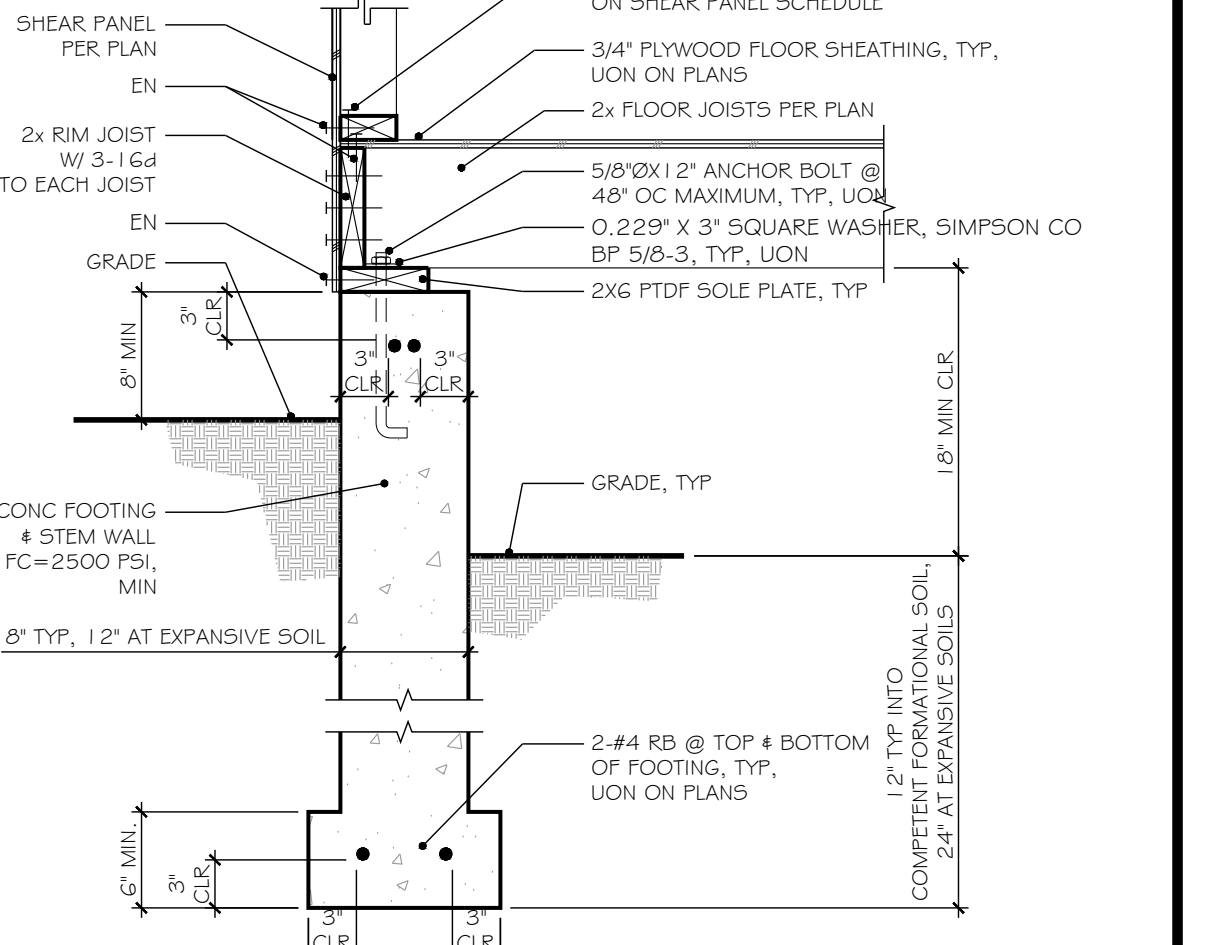 ON SHEAR PANEL SCHEDULE
SHEAR PANEL
PER PLAN
3/4" PLYWOOD FLOOR SHEATHING, TYP,
UON ON PLANS
EN
2x FLOOR JOISTS PER PLAN
2x RIM JOIST
W/ 3-16d
TO EACH JOIST
5/8"ØX12" ANCHOR BOLT @
48" OC MAXIMUM, TYP, UON
EN
0.229" X 3" SQUARE WASHER, SIMPSON CO
BP 5/8-3, TYP, UON
GRADE
2X6 PTDF SOLE PLATE, TYP
3"
CLR
8" MIN
3"
CLR
3"
CLR
18" MIN CLR
GRADE, TYP
CONC FOOTING
& STEM WALL
FC=2500 PSI,
MIN
8" TYP, 12" AT EXPANSIVE SOIL
12" TYP INTO
COMPETENT FORMATIONAL SOIL,
24" AT EXPANSIVE SOILS
2-#4 RB @ TOP & BOTTOM
OF FOOTING, TYP,
UON ON PLANS
6" MIN.
3"
CLR
3"
CLR
3"
CLR